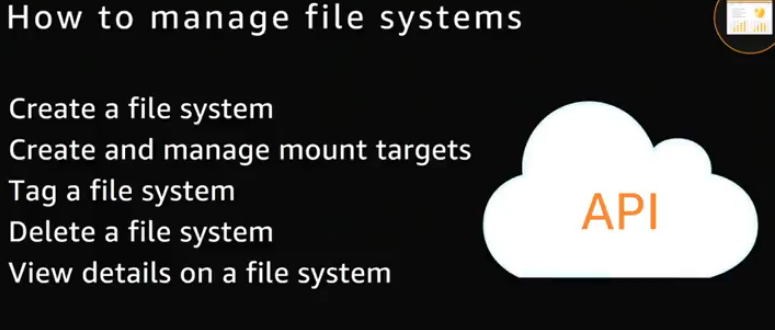 How to manage file systems
Create a file system
Create and manage mount targets
Tag a file system
Delete a file system
View details on a file system
API